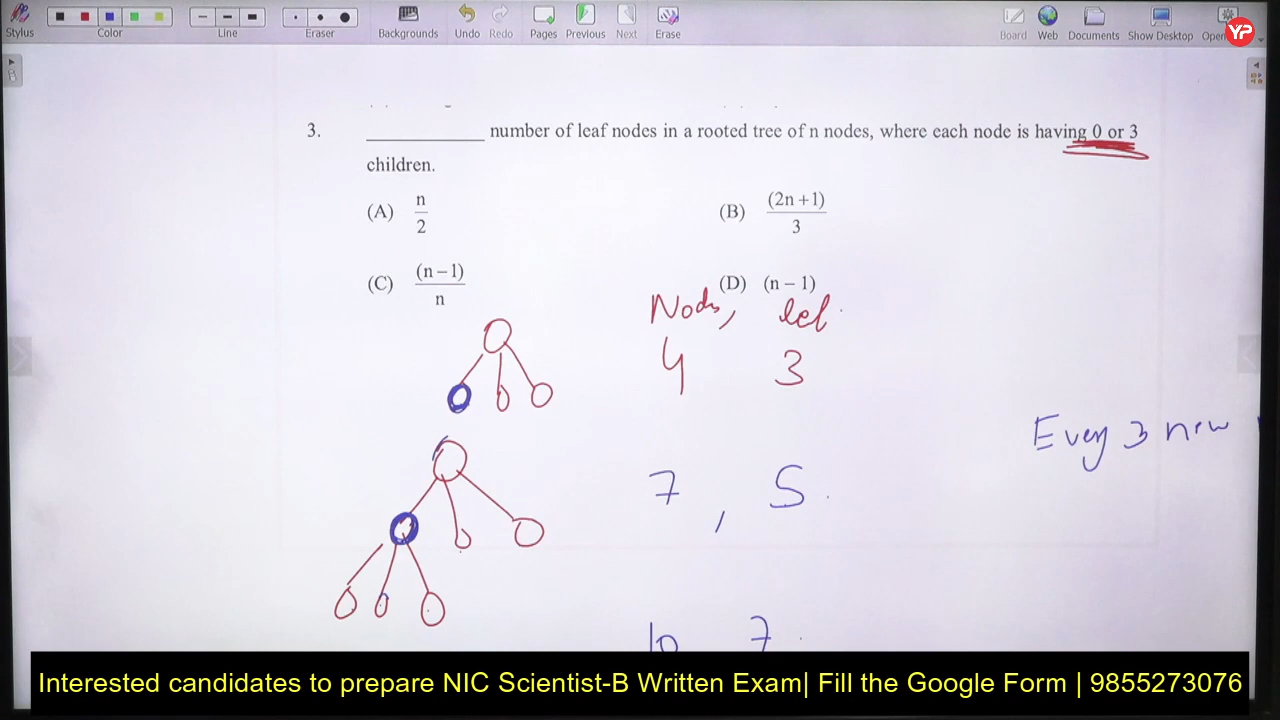 Stylus
Color
Line
Eraser
Backgrounds
Undo
Redo
Pages
Previous
Next
Erase
Board
Web
Documents
Show Desktop
YP
3. __________ number of leaf nodes in a rooted tree of n nodes, where each node is having 0 or 3
children.
(A) n/2 (B) (2n+1)/3
(C) (n−1)/n (D) (n − 1)
4 3
Every 3 new
7 , 5
10 7
Interested candidates to prepare NIC Scientist-B Written Exam| Fill the Google Form | 9855273076